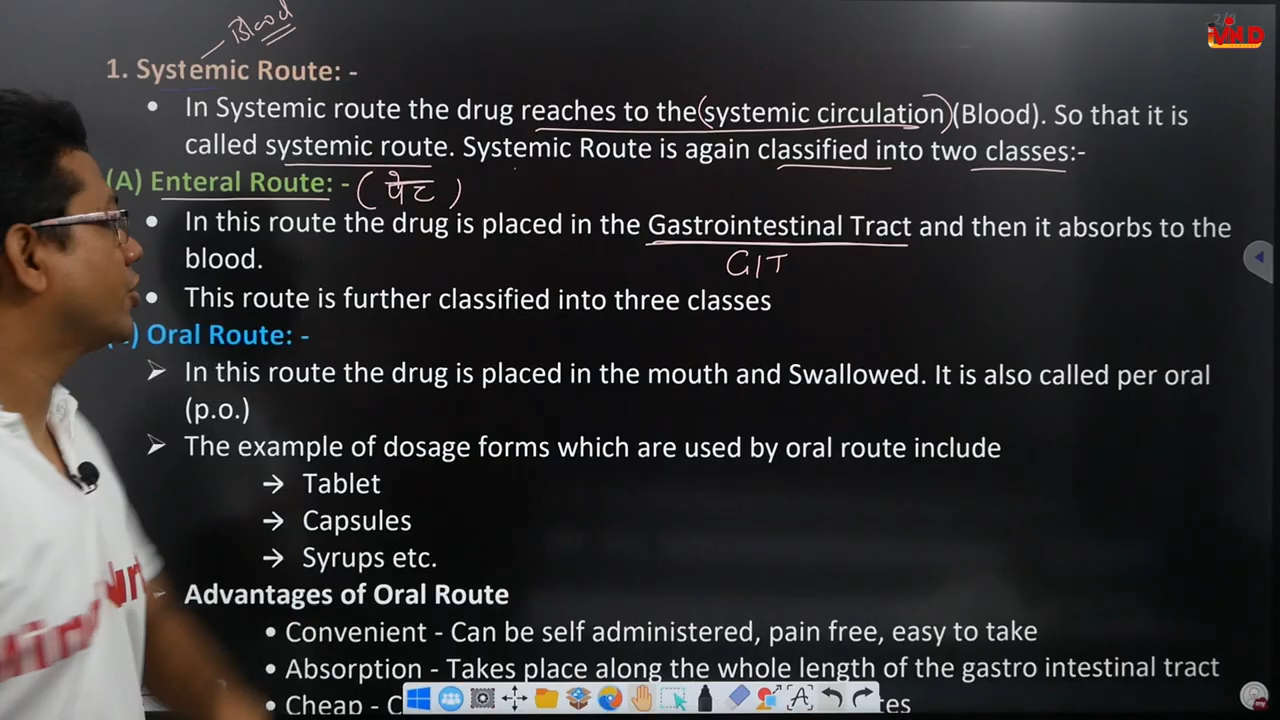 Blood
2/8
MIND
1. Systemic Route: -
• In Systemic route the drug reaches to the (systemic circulation) (Blood). So that it is
called systemic route. Systemic Route is again classified into two classes:-
(A) Enteral Route: - (पेट)
• In this route the drug is placed in the Gastrointestinal Tract and then it absorbs to the
GIT
blood.
• This route is further classified into three classes
) Oral Route: -
➢ In this route the drug is placed in the mouth and Swallowed. It is also called per oral
(p.o.)
➢ The example of dosage forms which are used by oral route include
→ Tablet
→ Capsules
→ Syrups etc.
Advantages of Oral Route
• Convenient - Can be self administered, pain free, easy to take
• Absorption - Takes place along the whole length of the gastro intestinal tract
• Cheap - C